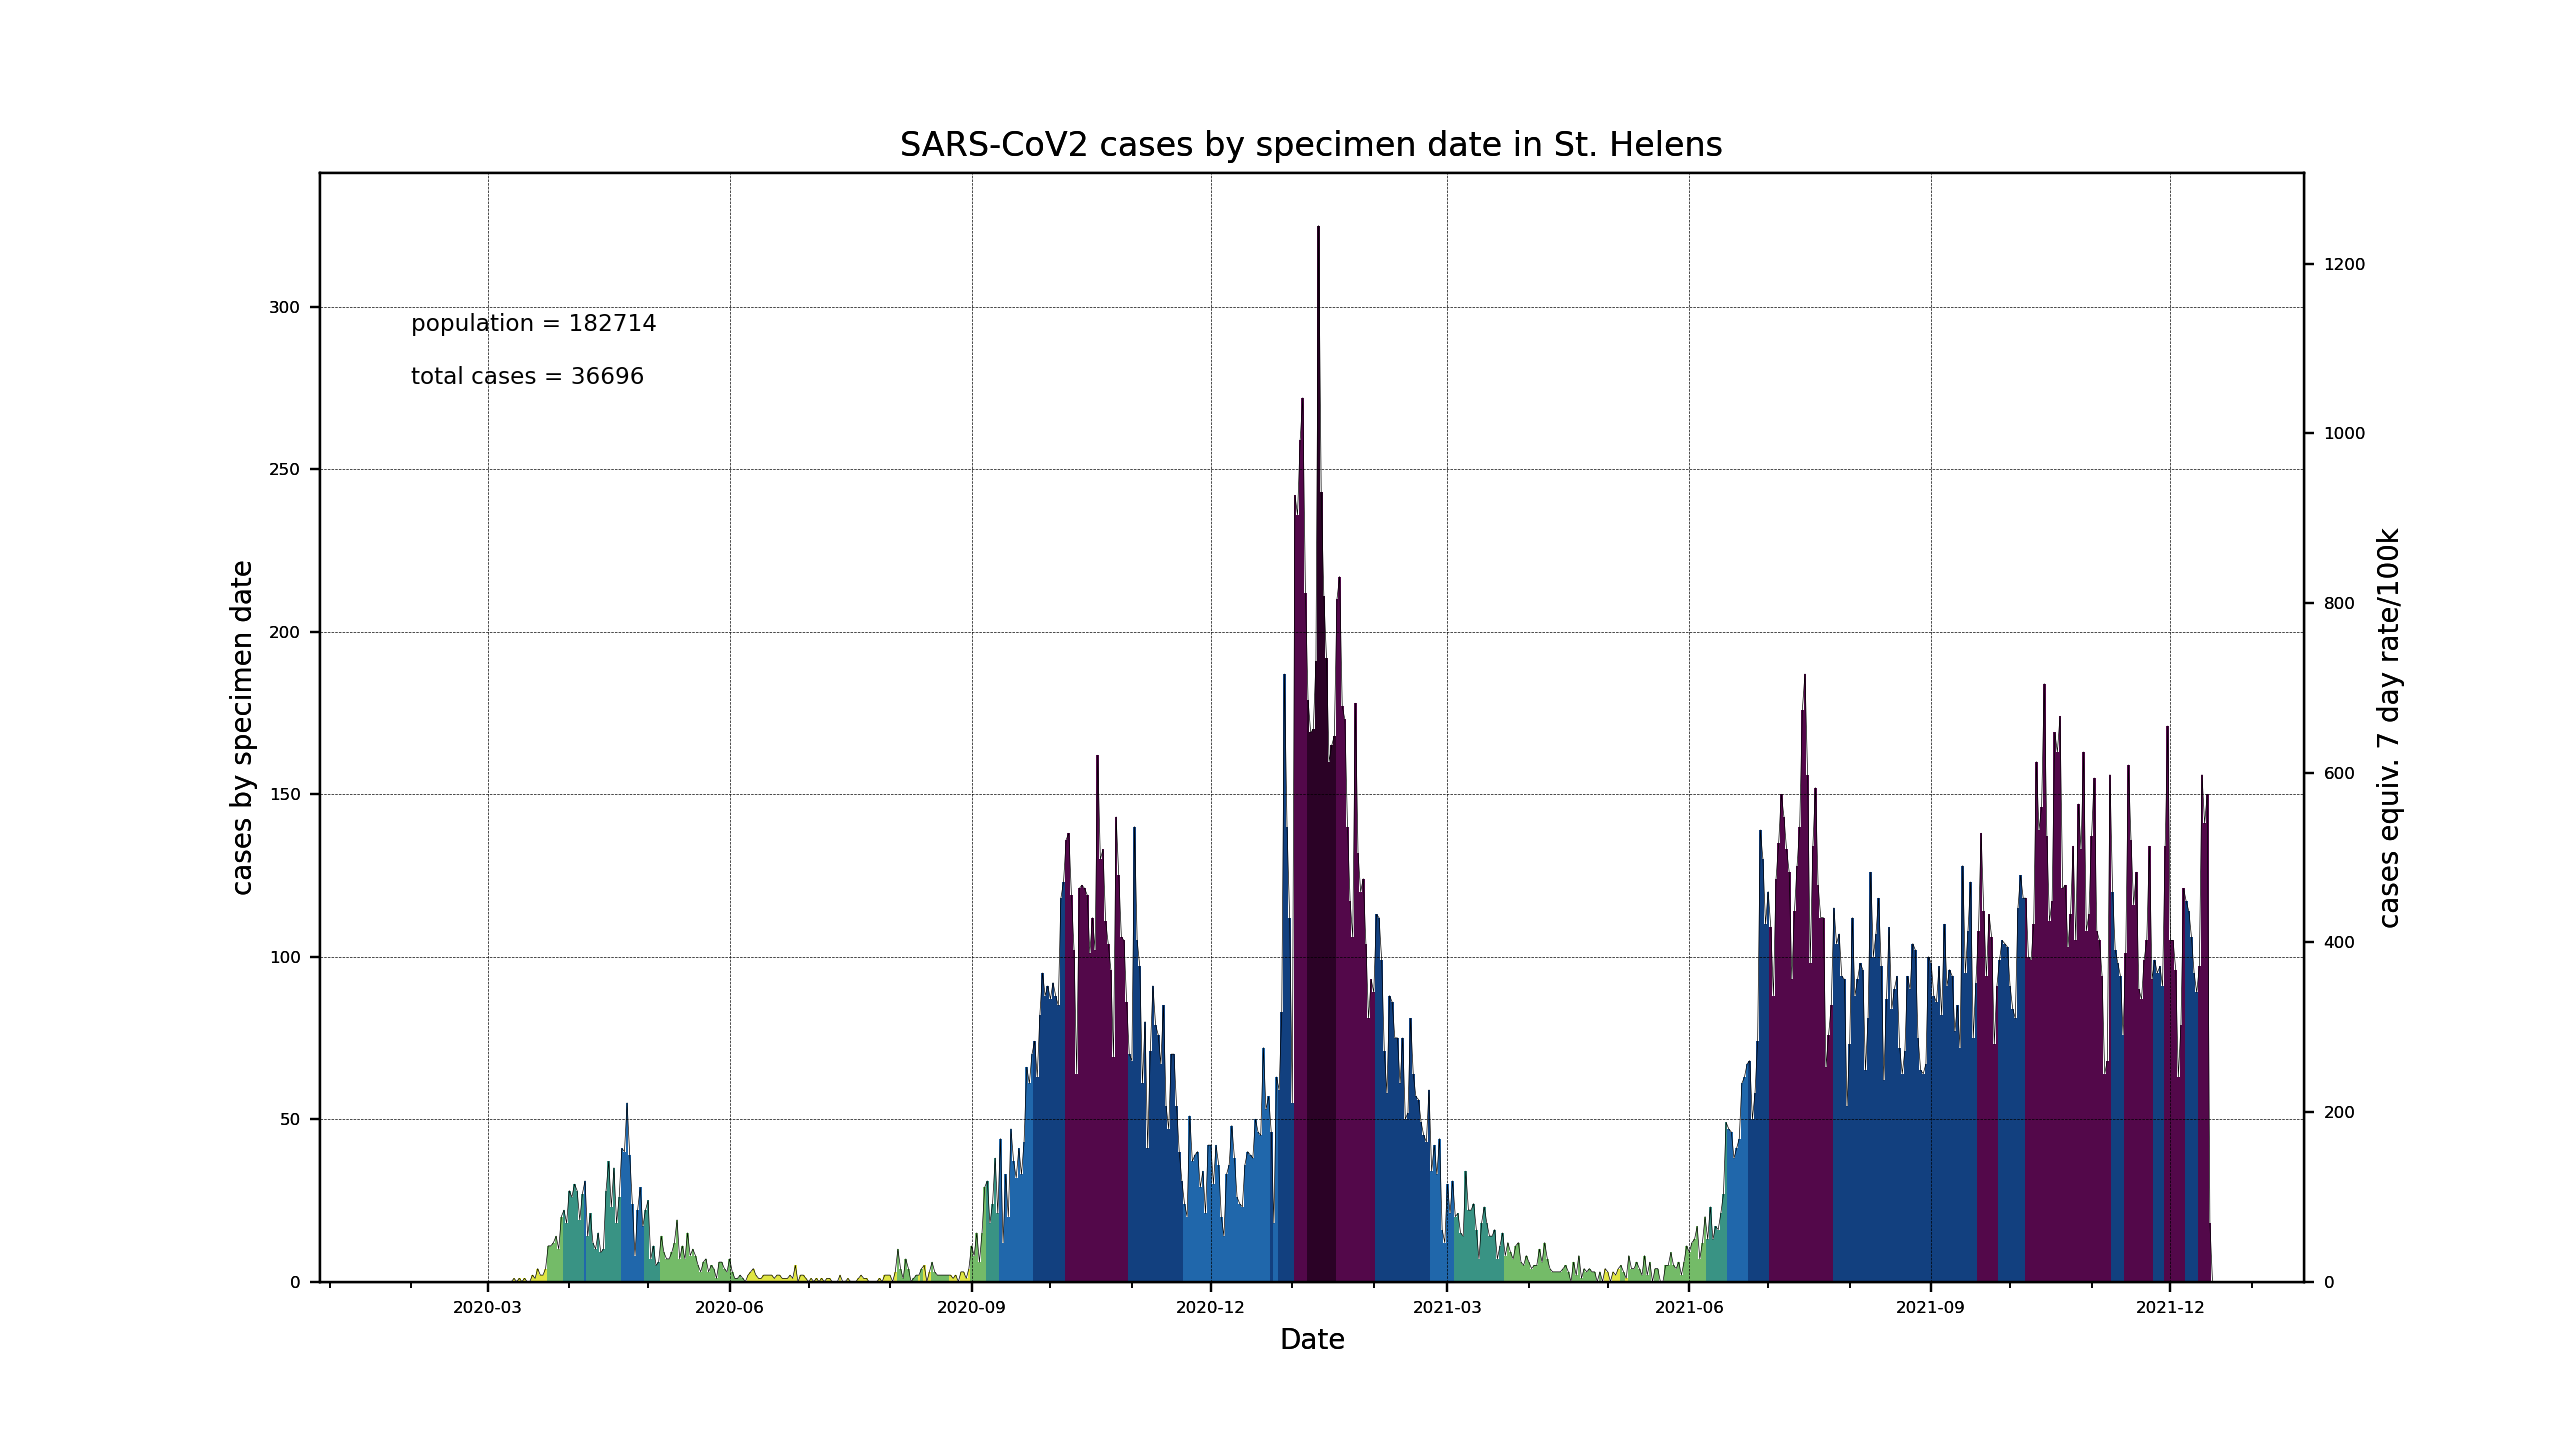 SARS-CoV2 cases by specimen date in St. Helens
population = 182714
total cases = 36696
cases by specimen date
300
250
200
150
100
50
0
1200
1000
800
600
400
200
0
cases equiv. 7 day rate/100k
2020-03 2020-06 2020-09 2020-12 2021-03 2021-06 2021-09 2021-12
Date